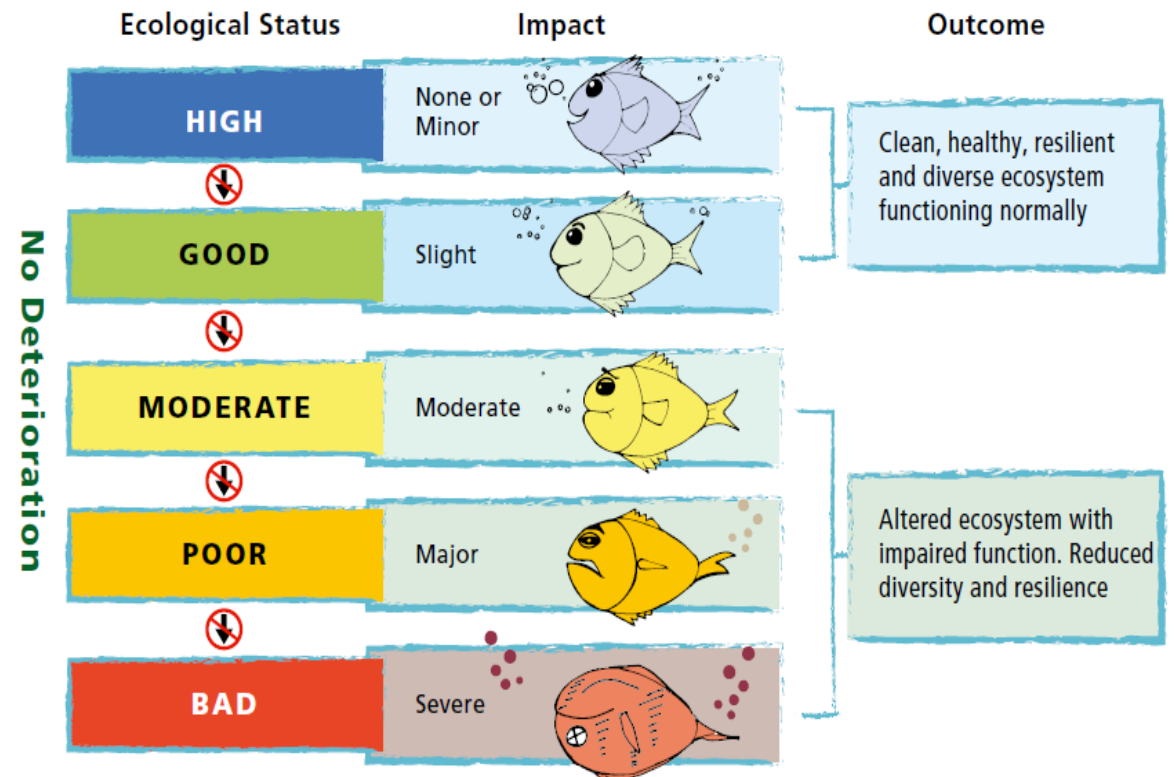 Ecological Status
Impact
Outcome
HIGH
None or
Minor
Clean, healthy, resilient
and diverse ecosystem
functioning normally
GOOD
Slight
No Deterioration
MODERATE
Moderate
POOR
Major
Altered ecosystem with
impaired function. Reduced
diversity and resilience
BAD
Severe